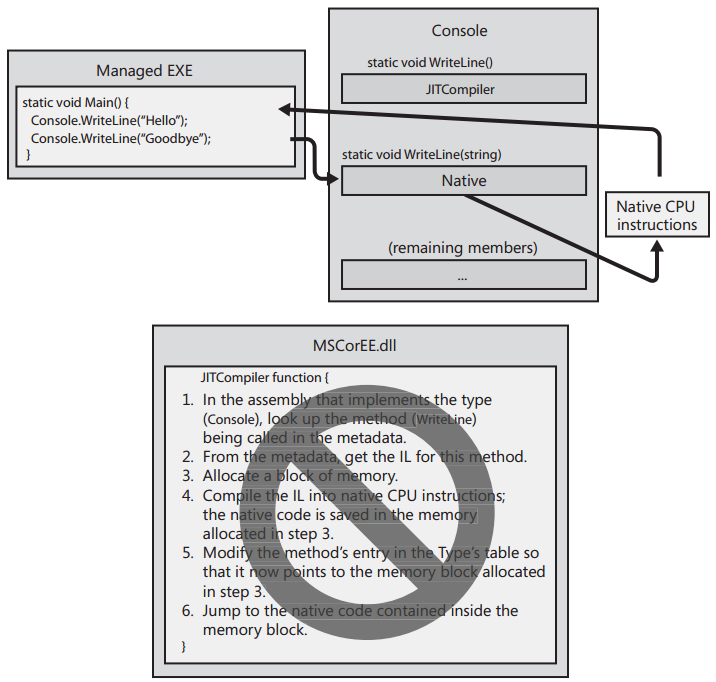 Managed EXE
static void Main() {
Console.WriteLine(“Hello”);
Console.WriteLine(“Goodbye”);
}
Console
static void WriteLine()
JITCompiler
static void WriteLine(string)
Native
(remaining members)
...
Native CPU
instructions
MSCorEE.dll
JITCompiler function {
1. In the assembly that implements the type
(Console), look up the method (WriteLine)
being called in the metadata.
2. From the metadata, get the IL for this method.
3. Allocate a block of memory.
4. Compile the IL into native CPU instructions;
the native code is saved in the memory
allocated in step 3.
5. Modify the method’s entry in the Type’s table so
that it now points to the memory block allocated
in step 3.
6. Jump to the native code contained inside the
memory block.
}